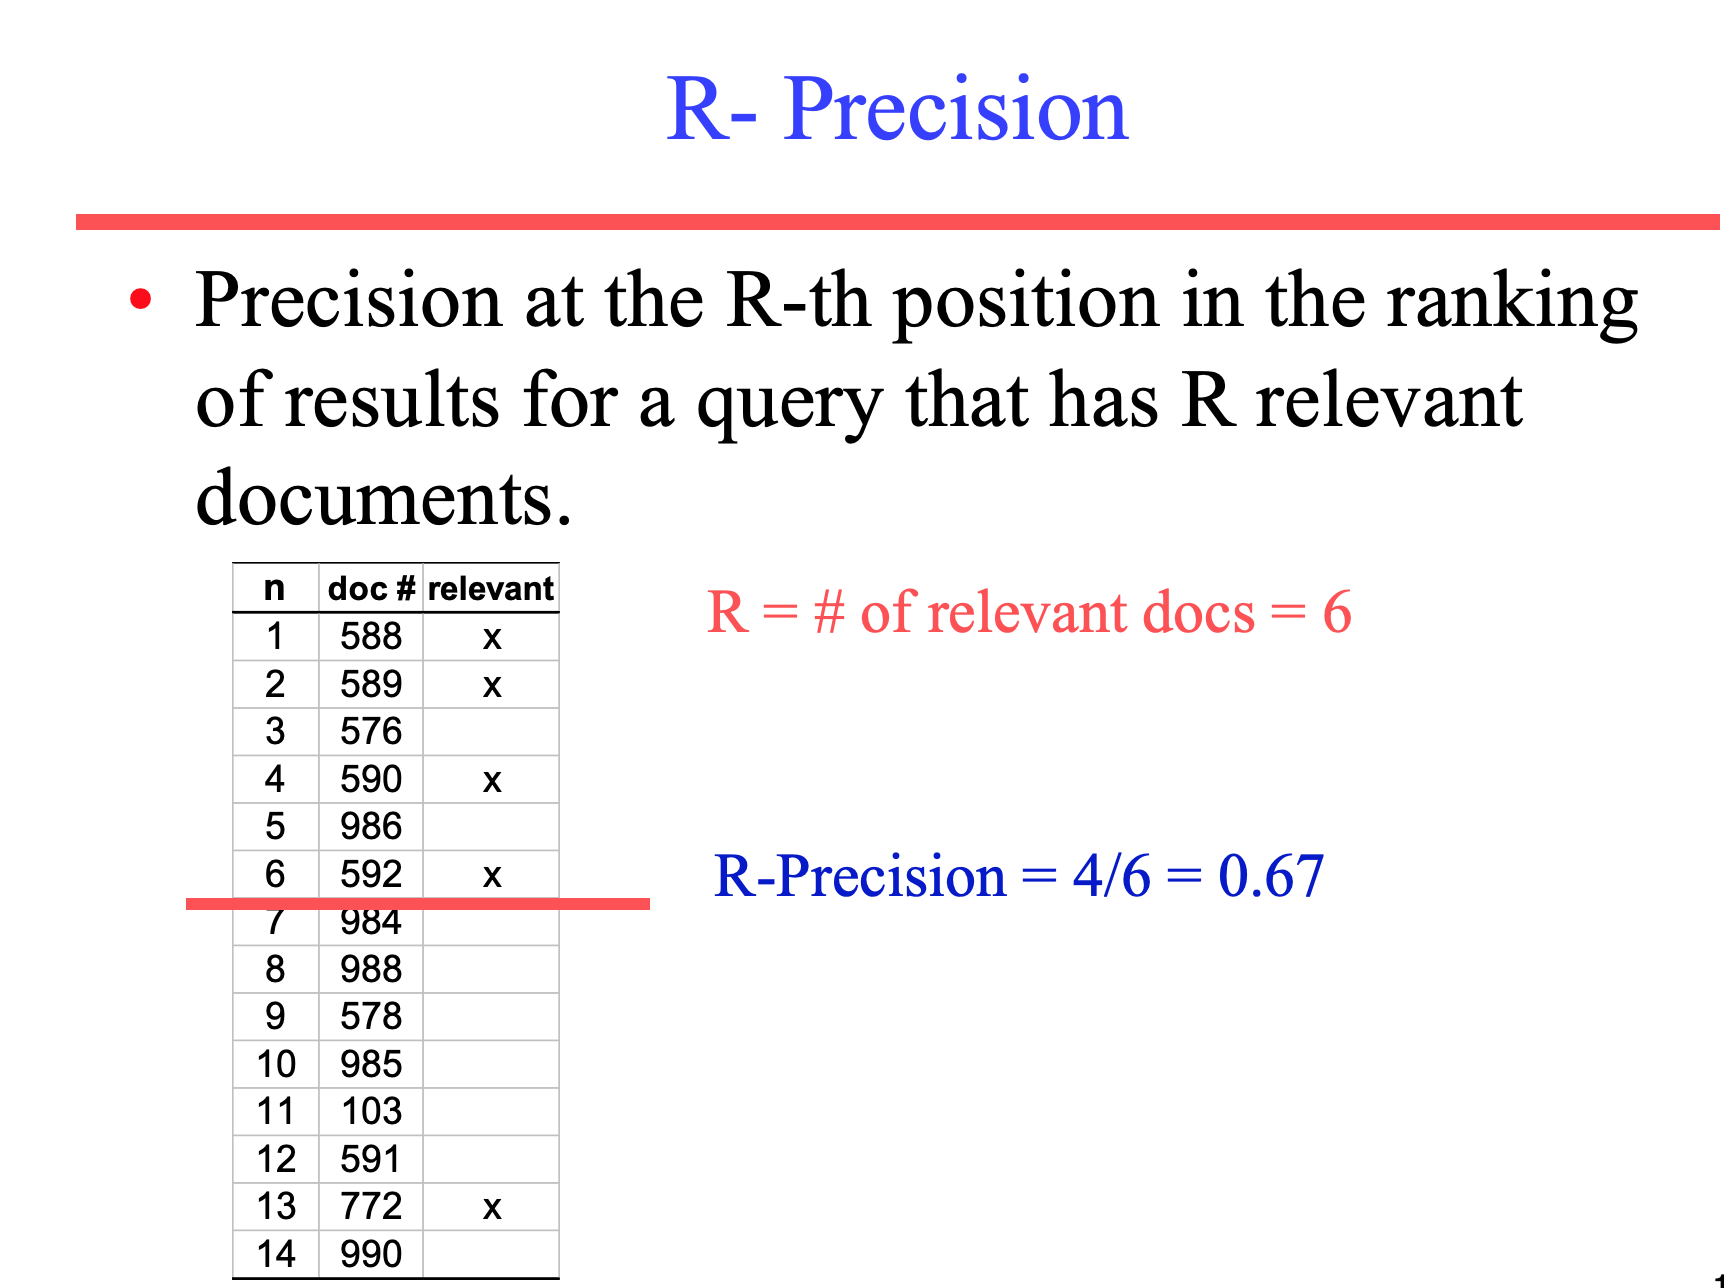 R- Precision
• Precision at the R-th position in the ranking
of results for a query that has R relevant
documents.
n doc # relevant
1 588 x
2 589 x
3 576
4 590 x
5 986
6 592 x
7 984
8 988
9 578
10 985
11 103
12 591
13 772 x
14 990
R = # of relevant docs = 6
R-Precision = 4/6 = 0.67